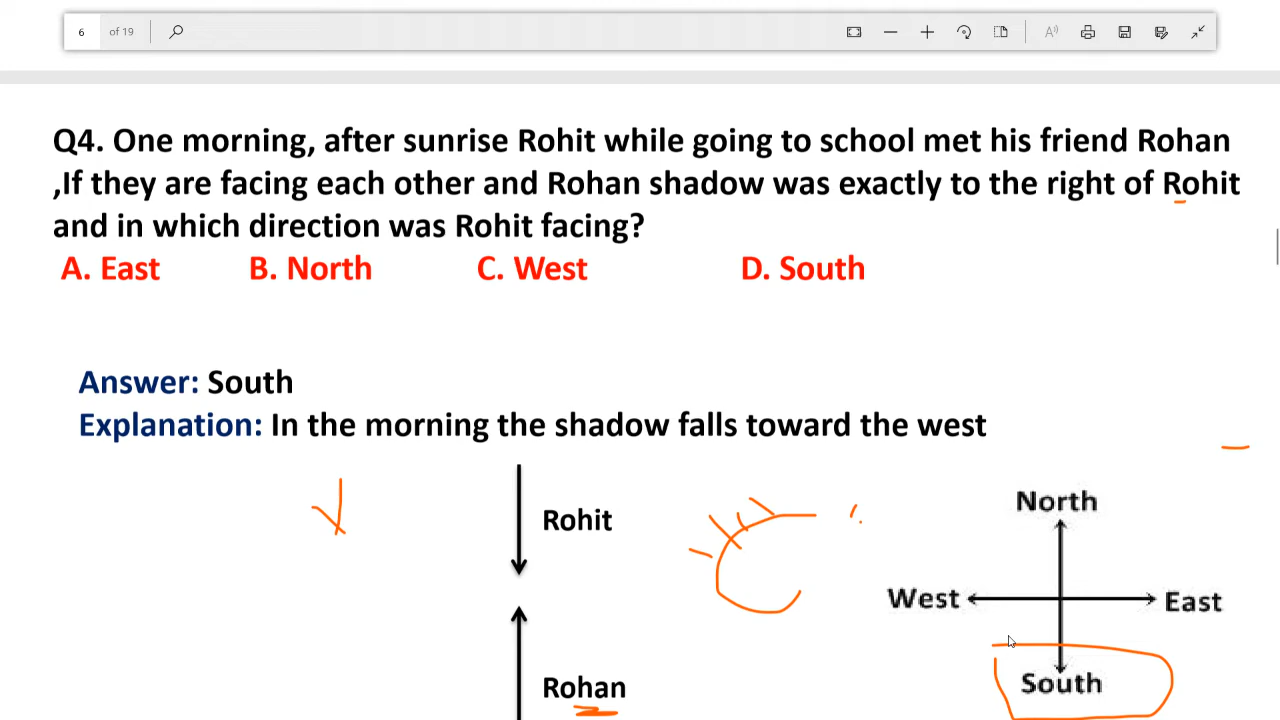 6 of 19
Q4. One morning, after sunrise Rohit while going to school met his friend Rohan
,If they are facing each other and Rohan shadow was exactly to the right of Rohit
and in which direction was Rohit facing?
A. East B. North C. West D. South
Answer: South
Explanation: In the morning the shadow falls toward the west
North
Rohit
West East
South
Rohan